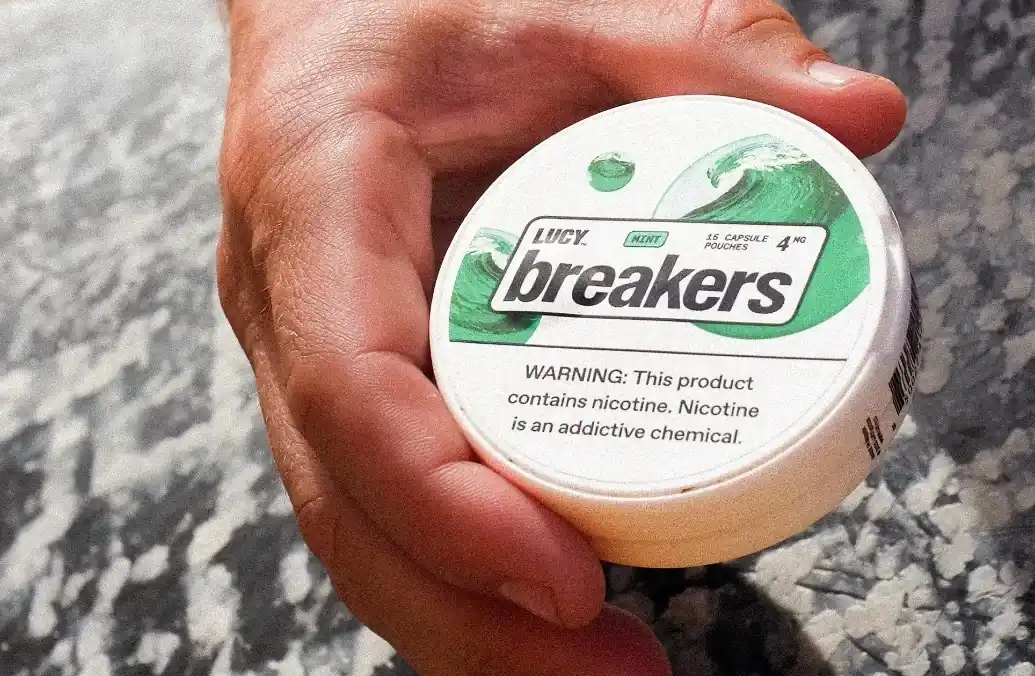 LUCY
MINT
15 CAPSULE
POUCHES
4 MG
breakers
WARNING: This product
contains nicotine. Nicotine
is an addictive chemical.